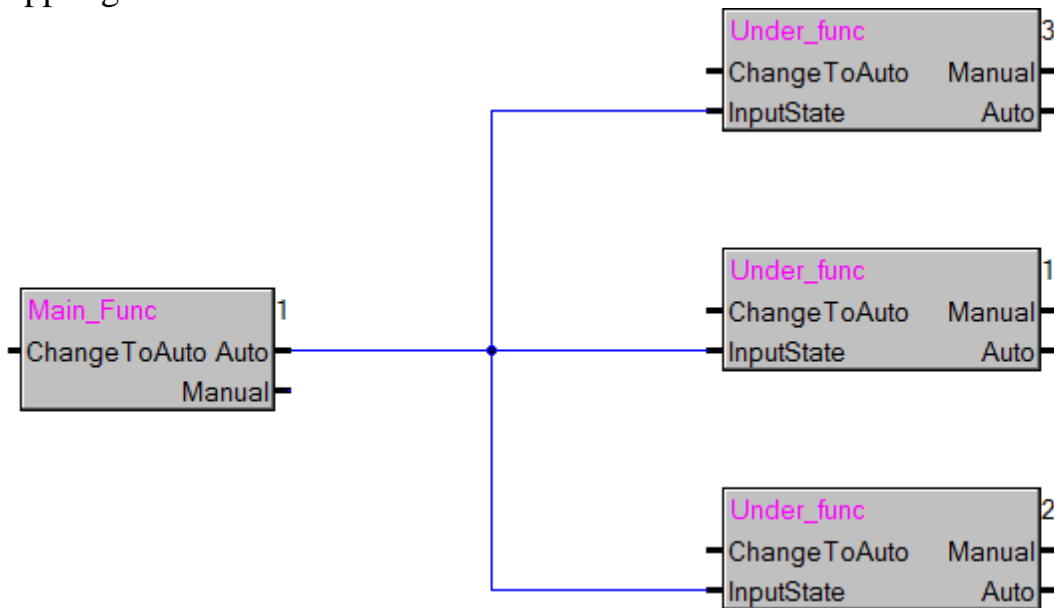 Under_func 3
ChangeToAuto Manual
InputState Auto
Under_func 1
ChangeToAuto Manual
InputState Auto
Main_Func 1
ChangeToAuto Auto
Manual
Under_func 2
ChangeToAuto Manual
InputState Auto